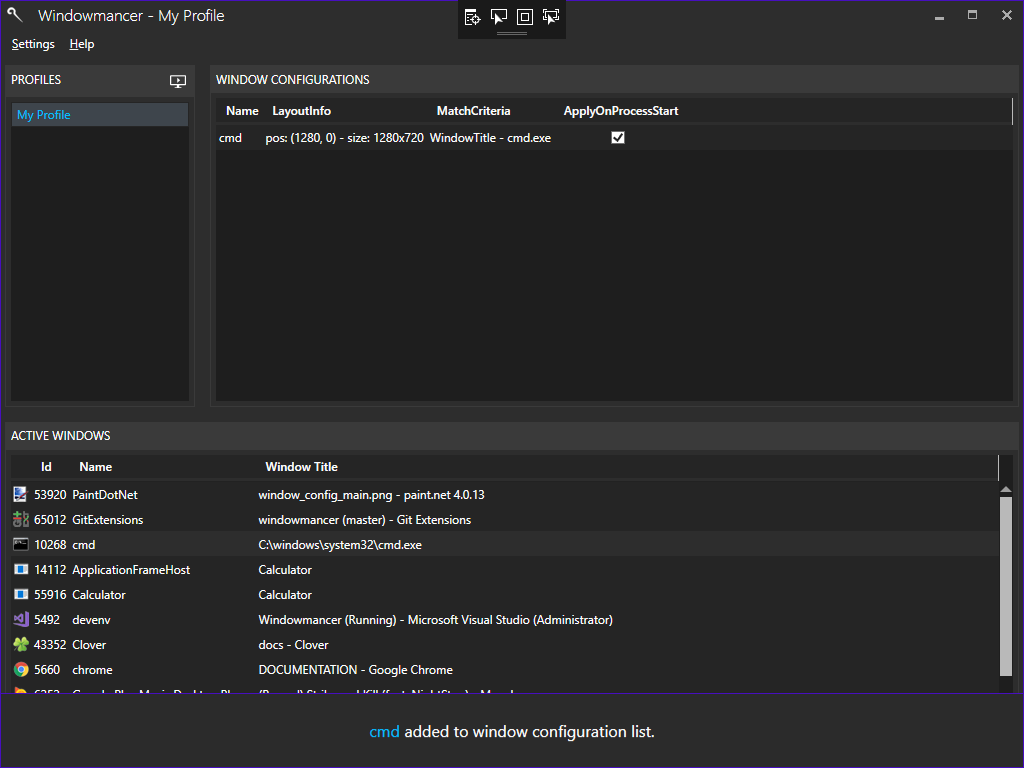 Windowmancer - My Profile
Settings Help
PROFILES
My Profile
WINDOW CONFIGURATIONS
Name LayoutInfo MatchCriteria ApplyOnProcessStart
cmd pos: (1280, 0) - size: 1280x720 WindowTitle - cmd.exe
ACTIVE WINDOWS
Id Name Window Title
53920 PaintDotNet window_config_main.png - paint.net 4.0.13
65012 GitExtensions windowmancer (master) - Git Extensions
10268 cmd C:\windows\system32\cmd.exe
14112 ApplicationFrameHost Calculator
55916 Calculator Calculator
5492 devenv Windowmancer (Running) - Microsoft Visual Studio (Administrator)
43352 Clover docs - Clover
5660 chrome DOCUMENTATION - Google Chrome
cmd added to window configuration list.